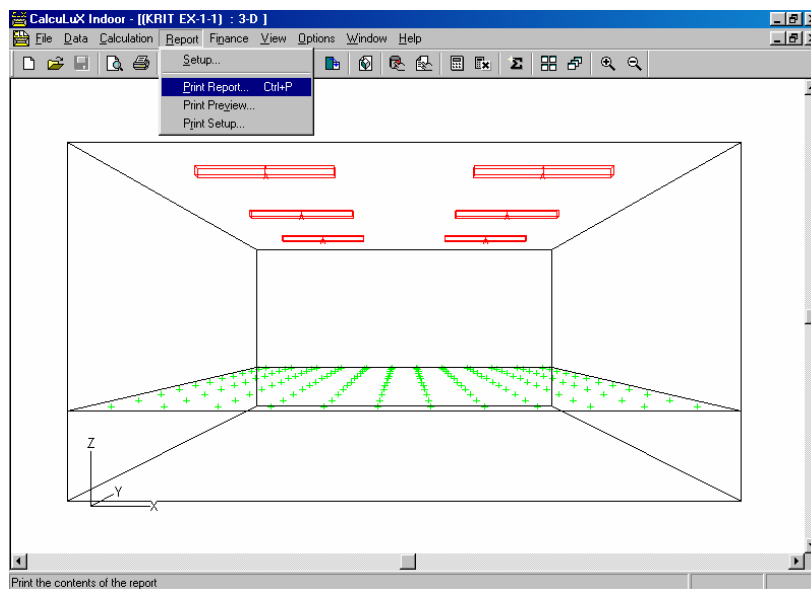 CalcuLuX Indoor - [(KRIT EX-1-1) : 3-D ]
File Data Calculation Report Finance View Options Window Help
Setup...
Print Report... Ctrl+P
Print Preview...
Print Setup...
A A
A A
A A
Z
Y
X
Print the contents of the report